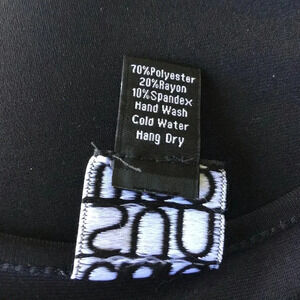 70%Polyester
20%Rayon
10%Spandex
Hand Wash
Cold Water
Hang Dry